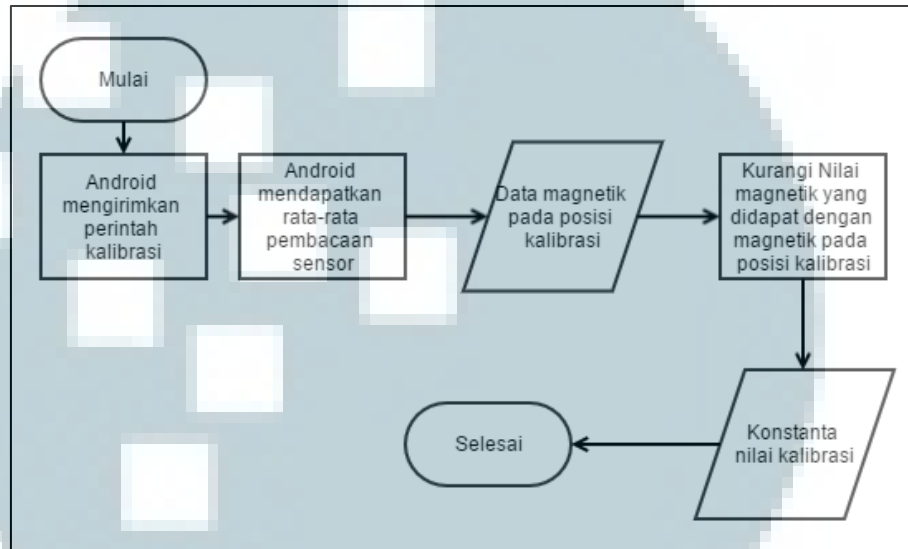 Mulai
Android
mengirimkan
perintah
kalibrasi
Android
mendapatkan
rata-rata
pembacaan
sensor
Data magnetik
pada posisi
kalibrasi
Kurangi Nilai
magnetik yang
didapat dengan
magnetik pada
posisi kalibrasi
Konstanta
nilai kalibrasi
Selesai